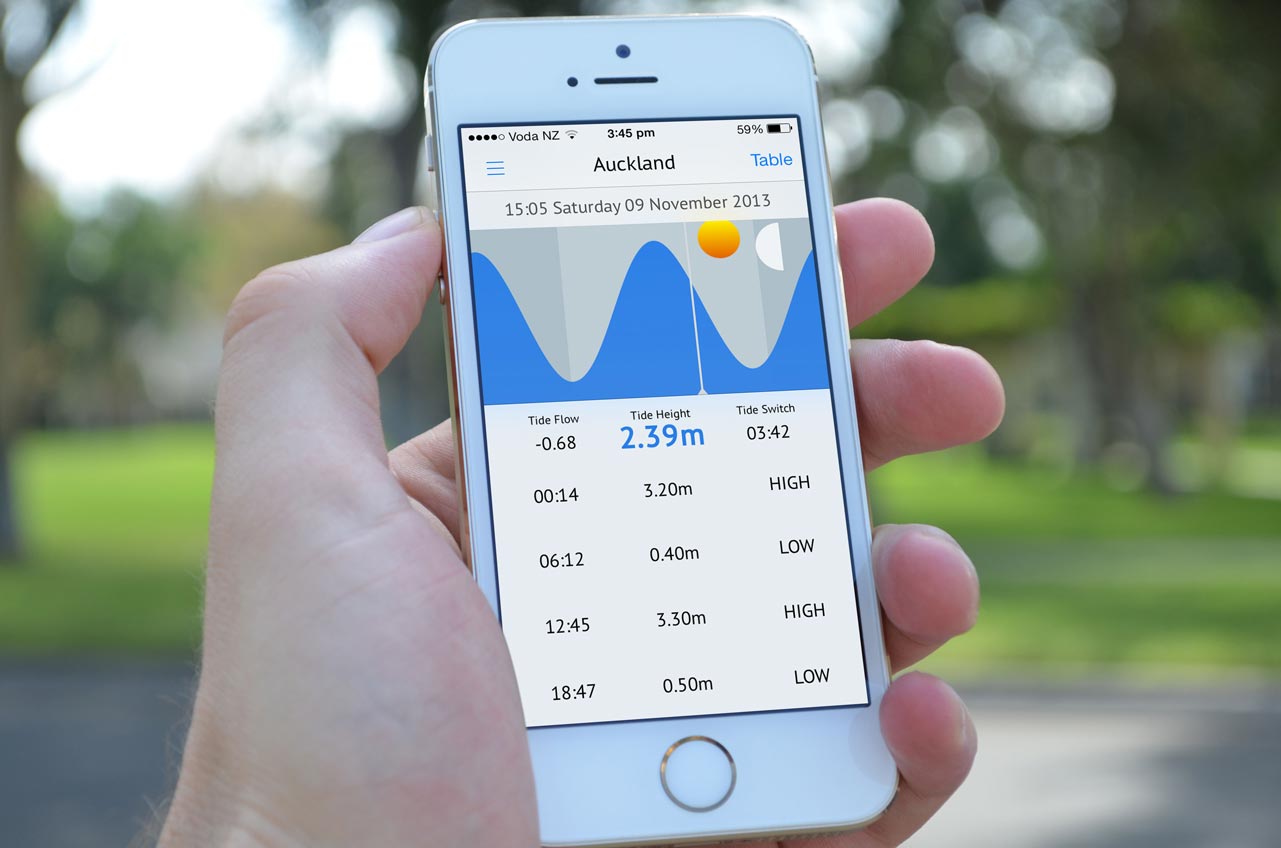 Voda NZ 3:45 pm 59%
Auckland Table
15:05 Saturday 09 November 2013
Tide Flow Tide Height Tide Switch
-0.68 2.39m 03:42
00:14 3.20m HIGH
06:12 0.40m LOW
12:45 3.30m HIGH
18:47 0.50m LOW